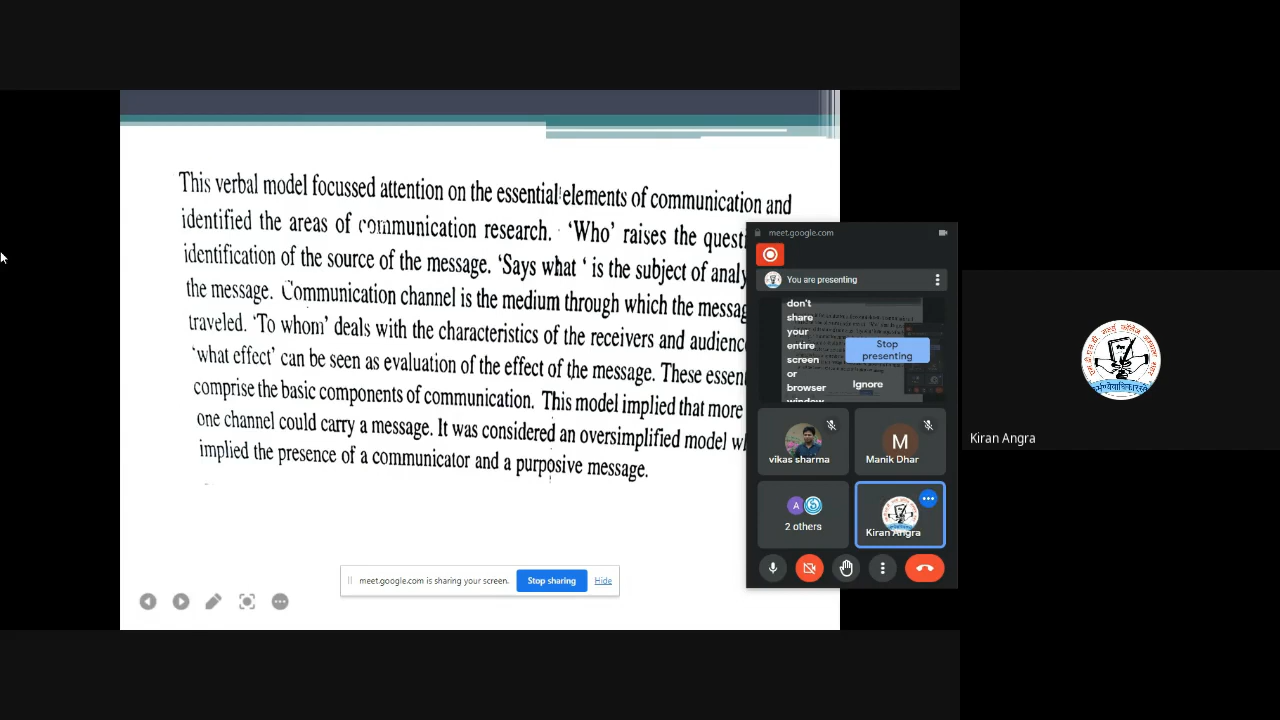 This verbal model focussed attention on the essential elements of communication and
identified the areas of communication research. 'Who' raises the questi
identification of the source of the message. 'Says what ' is the subject of analy
the message. Communication channel is the medium through which the messag
traveled. 'To whom' deals with the characteristics of the receivers and audienc
'what effect' can be seen as evaluation of the effect of the message. These essen
comprise the basic components of communication. This model implied that more
one channel could carry a message. It was considered an oversimplified model w
implied the presence of a communicator and a purposive message.
meet.google.com is sharing your screen. Stop sharing Hide
meet.google.com
You are presenting
don't
share
your
entire
screen
or
browser
window
Stop
presenting
Ignore
vikas sharma
M
Manik Dhar
A
2 others
Kiran Angra
Kiran Angra